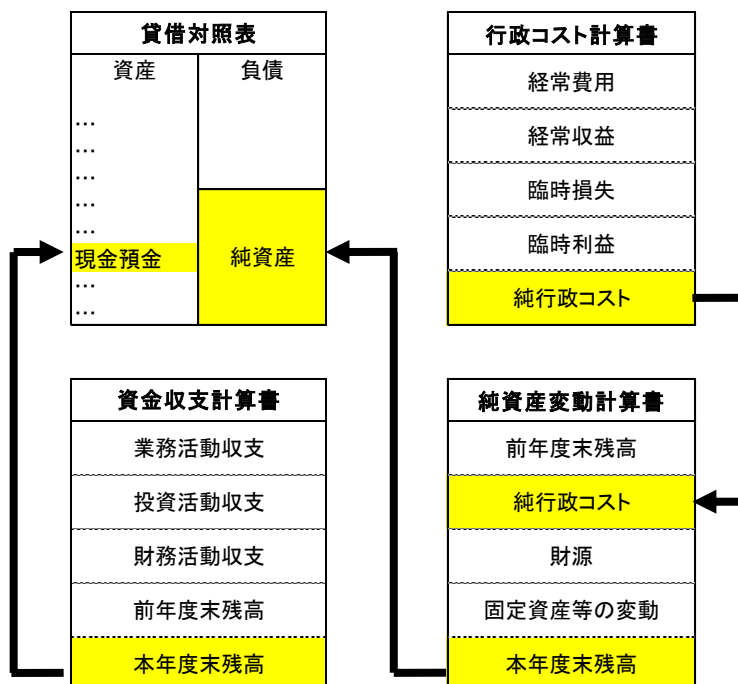 貸借対照表
資産
負債
…
…
…
…
…
現金預金
純資産
…
…
行政コスト計算書
経常費用
経常収益
臨時損失
臨時利益
純行政コスト
資金収支計算書
業務活動収支
投資活動収支
財務活動収支
前年度末残高
本年度末残高
純資産変動計算書
前年度末残高
純行政コスト
財源
固定資産等の変動
本年度末残高